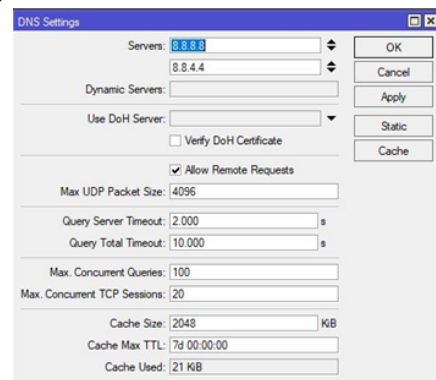 DNS Settings
Servers: 8.8.8.8
8.8.4.4
Dynamic Servers:
Use DoH Server:
Verify DoH Certificate
Allow Remote Requests
Max UDP Packet Size: 4096
Query Server Timeout: 2.000 s
Query Total Timeout: 10.000 s
Max. Concurrent Queries: 100
Max. Concurrent TCP Sessions: 20
Cache Size: 2048 KiB
Cache Max TTL: 7d 00:00:00
Cache Used: 21 KiB
OK
Cancel
Apply
Static
Cache